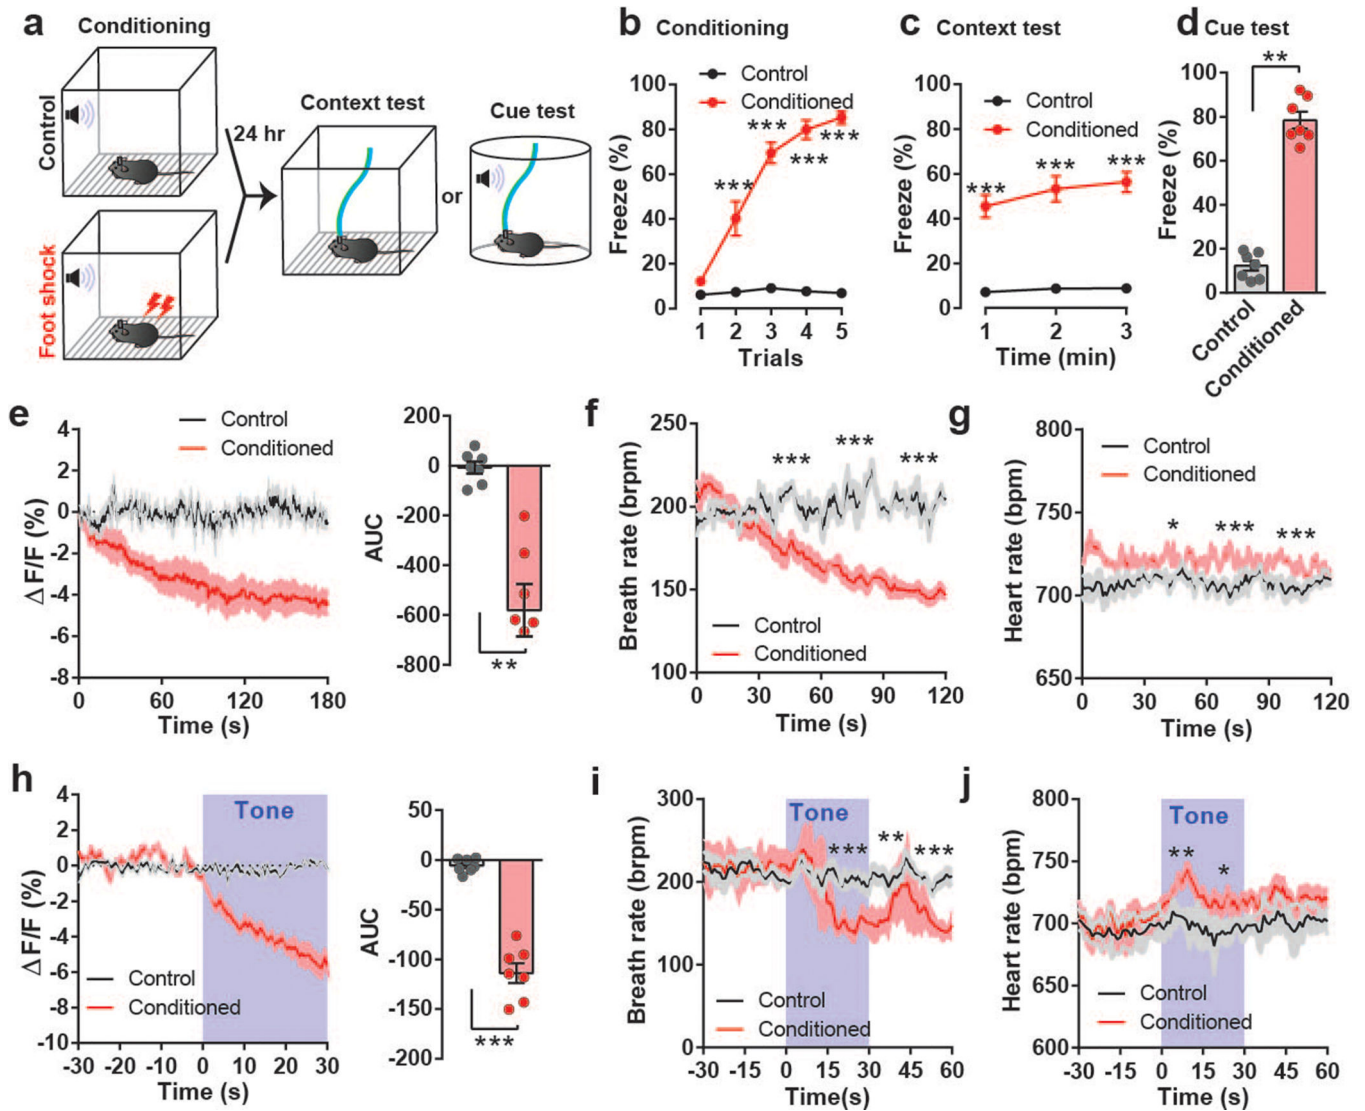 a
Conditioning
Control
Foot shock
24 hr
Context test
or
Cue test
b Conditioning
Control
Conditioned
Freeze (%)
100
80
60
40
20
0
***
***
***
***
1 2 3 4 5
Trials
c Context test
Control
Conditioned
Freeze (%)
100
80
60
40
20
0
***
***
***
1 2 3
Time (min)
d Cue test
**
Freeze (%)
100
80
60
40
20
0
Control
Conditioned
e
Control
Conditioned
ΔF/F (%)
4
2
0
-2
-4
-6
-8
0 60 120 180
Time (s)
AUC
200
0
-200
-400
-600
-800
**
f
Breath rate (brpm)
250
200
150
100
*** *** ***
Control
Conditioned
0 30 60 90 120
Time (s)
g
Control
Conditioned
Heart rate (bpm)
800
750
700
650
* *** ***
0 30 60 90 120
Time (s)
h
Tone
ΔF/F (%)
4
2
0
-2
-4
-6
-8
-10
Control
Conditioned
-30 -20 -10 0 10 20 30
Time (s)
AUC
50
0
-50
-100
-150
-200
***
i
Tone
Breath rate (brpm)
300
200
100
0
*** ** ***
Control
Conditioned
-30 -15 0 15 30 45 60
Time(s)
j
Tone
Heart rate (bpm)
800
750
700
650
600
** *
Control
Conditioned
-30 -15 0 15 30 45 60
Time (s)